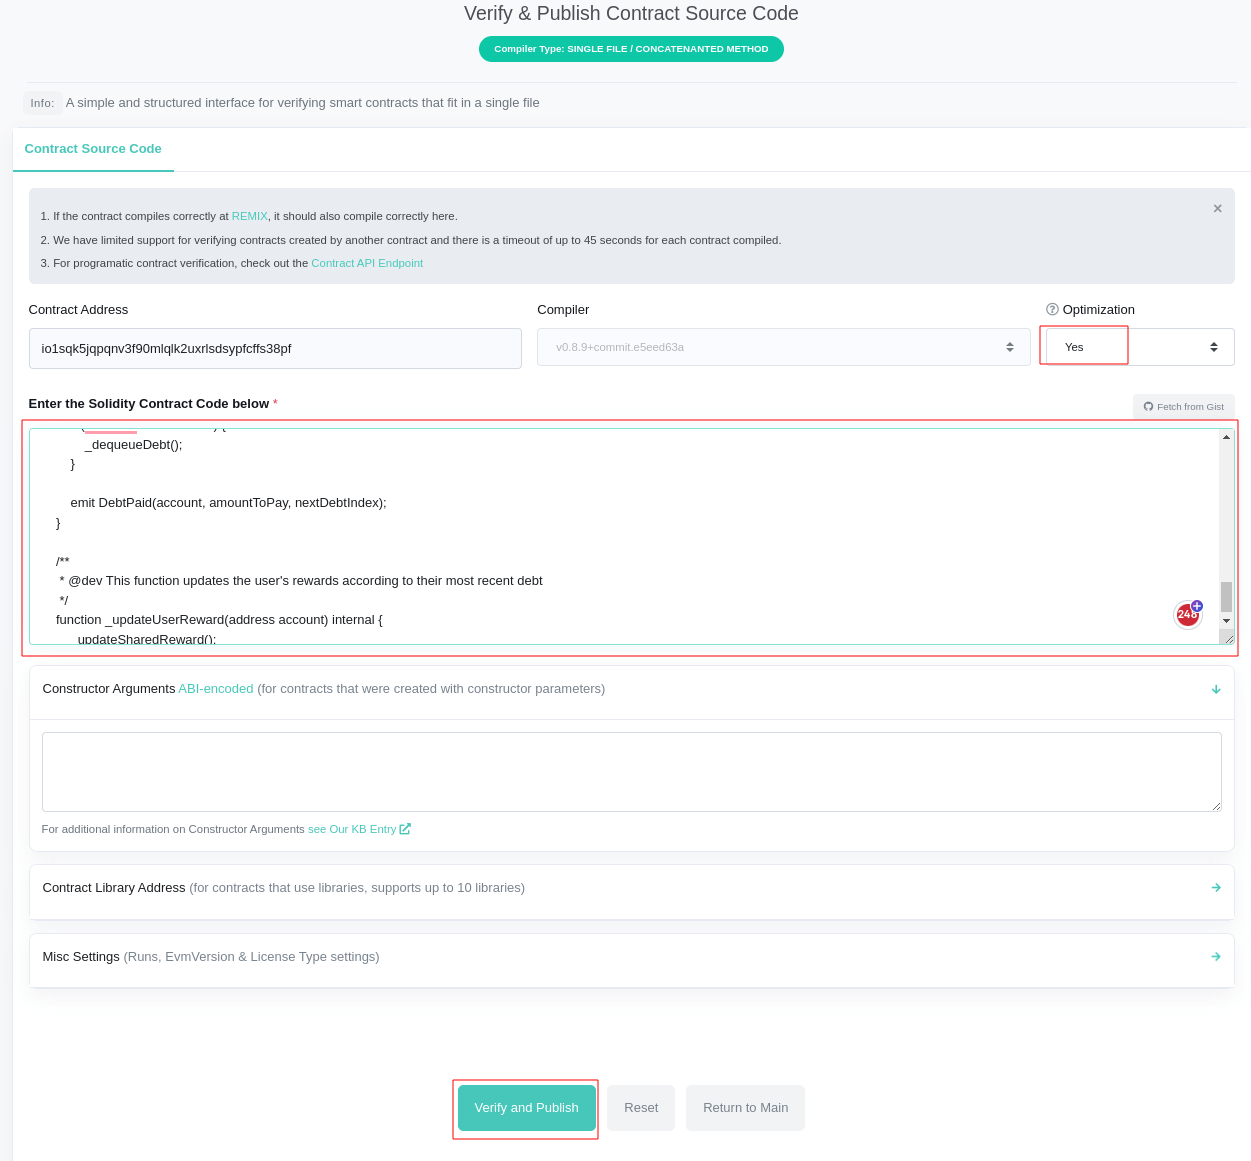 Verify & Publish Contract Source Code
Compiler Type: SINGLE FILE / CONCATENANTED METHOD
Info: A simple and structured interface for verifying smart contracts that fit in a single file
Contract Source Code
×
1. If the contract compiles correctly at REMIX, it should also compile correctly here.
2. We have limited support for verifying contracts created by another contract and there is a timeout of up to 45 seconds for each contract compiled.
3. For programatic contract verification, check out the Contract API Endpoint
Contract Address
Compiler
? Optimization
io1sqk5jqpqnv3f90mlqlk2uxrlsdsypfcffs38pf
v0.8.9+commit.e5eed63a
Yes
Enter the Solidity Contract Code below *
Fetch from Gist
_dequeueDebt();
}
emit DebtPaid(account, amountToPay, nextDebtIndex);
}
/**
* @dev This function updates the user's rewards according to their most recent debt
*/
function _updateUserReward(address account) internal {
_updateSharedReward();
248
Constructor Arguments ABI-encoded (for contracts that were created with constructor parameters)
For additional information on Constructor Arguments see Our KB Entry
Contract Library Address (for contracts that use libraries, supports up to 10 libraries)
Misc Settings (Runs, EvmVersion & License Type settings)
Verify and Publish
Reset
Return to Main